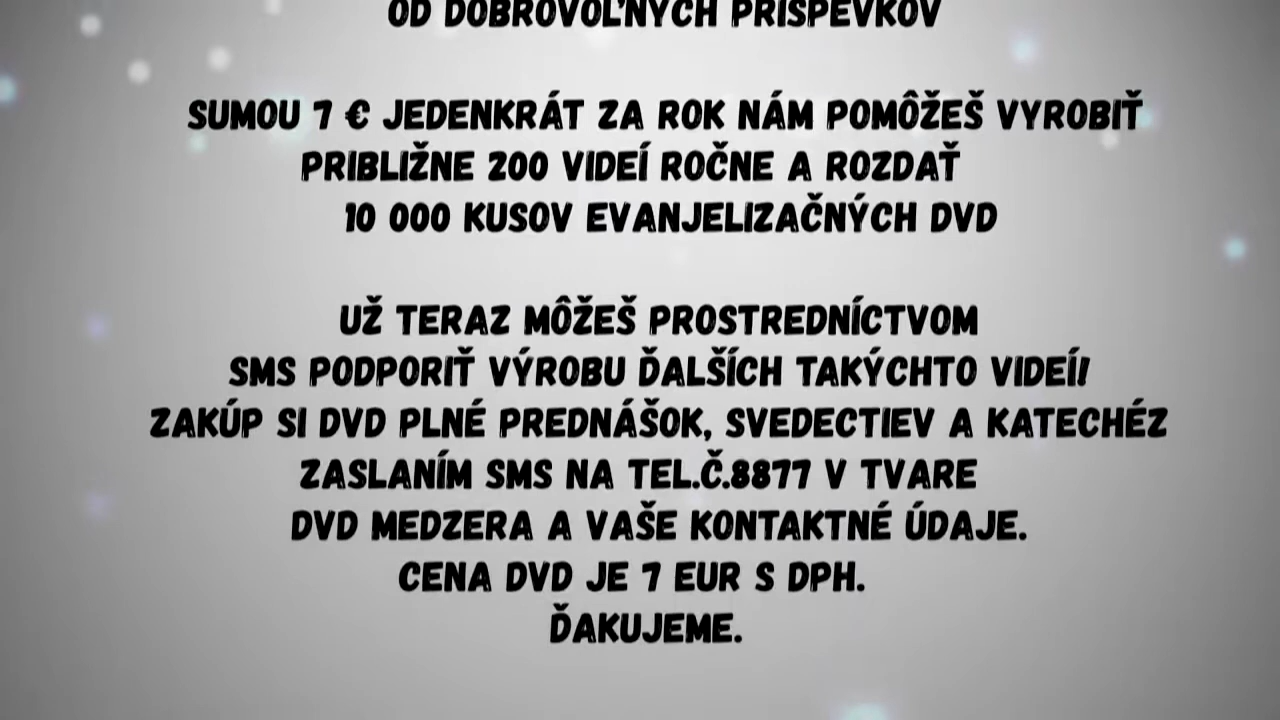 OD DOBROVOĽNÝCH PRÍSPEVKOV
SUMOU 7 € JEDENKRÁT ZA ROK NÁM POMÔŽEŠ VYROBIŤ
PRIBLIŽNE 200 VIDEÍ ROČNE A ROZDAŤ
10 000 KUSOV EVANJELIZAČNÝCH DVD
UŽ TERAZ MÔŽEŠ PROSTREDNÍCTVOM
SMS PODPORIŤ VÝROBU ĎALŠÍCH TAKÝCHTO VIDEÍ!
ZAKÚP SI DVD PLNÉ PREDNÁŠOK, SVEDECTIEV A KATECHÉZ
ZASLANÍM SMS NA TEL.Č.8877 V TVARE
DVD MEDZERA A VAŠE KONTAKTNÉ ÚDAJE.
CENA DVD JE 7 EUR S DPH.
ĎAKUJEME.